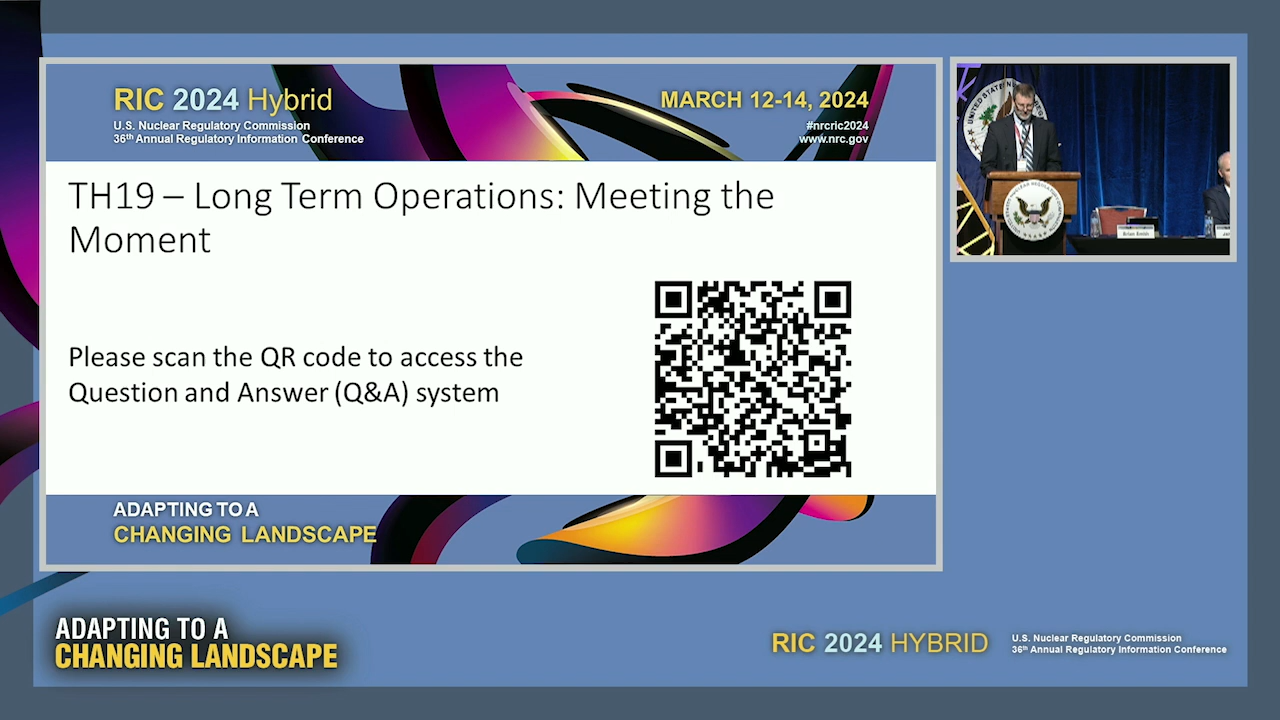 RIC 2024 Hybrid
U.S. Nuclear Regulatory Commission
36th Annual Regulatory Information Conference
MARCH 12-14, 2024
#nrcric2024
www.nrc.gov
TH19 – Long Term Operations: Meeting the
Moment
Please scan the QR code to access the
Question and Answer (Q&A) system
ADAPTING TO A
CHANGING LANDSCAPE
ADAPTING TO A
CHANGING LANDSCAPE
RIC 2024 HYBRID
U.S. Nuclear Regulatory Commission
36th Annual Regulatory Information Conference